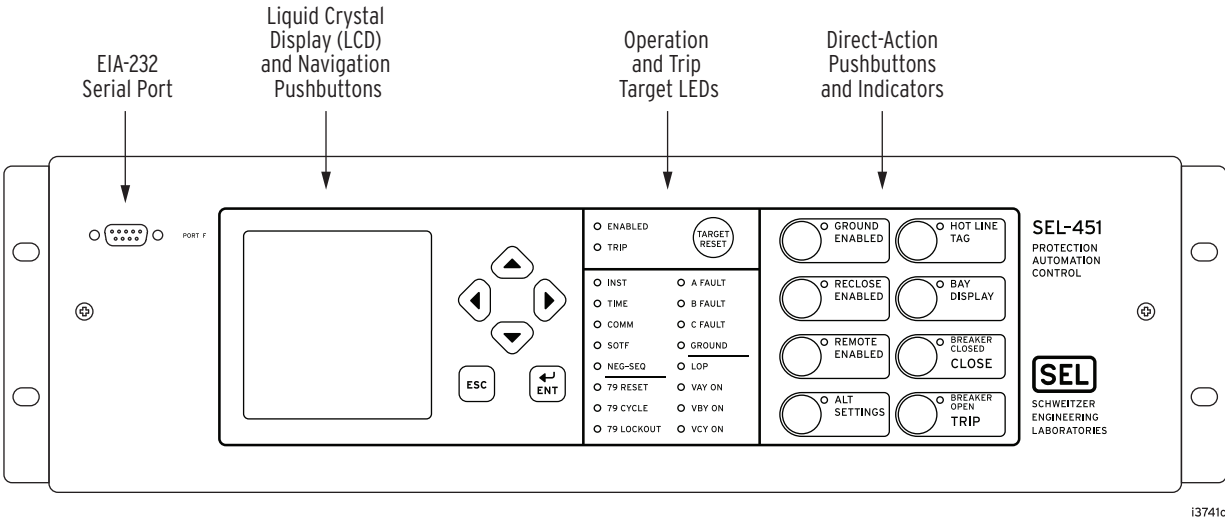 Liquid Crystal
Display (LCD)
and Navigation
Pushbuttons
EIA-232
Serial Port
Operation
and Trip
Target LEDs
Direct-Action
Pushbuttons
and Indicators
PORT F
ESC
ENT
ENABLED
TRIP
TARGET
RESET
INST
TIME
COMM
SOTF
NEG-SEQ
79 RESET
79 CYCLE
79 LOCKOUT
A FAULT
B FAULT
C FAULT
GROUND
LOP
VAY ON
VBY ON
VCY ON
GROUND
ENABLED
HOT LINE
TAG
RECLOSE
ENABLED
BAY
DISPLAY
REMOTE
ENABLED
BREAKER
CLOSED
CLOSE
ALT
SETTINGS
BREAKER
OPEN
TRIP
SEL-451
PROTECTION
AUTOMATION
CONTROL
SEL
SCHWEITZER
ENGINEERING
LABORATORIES